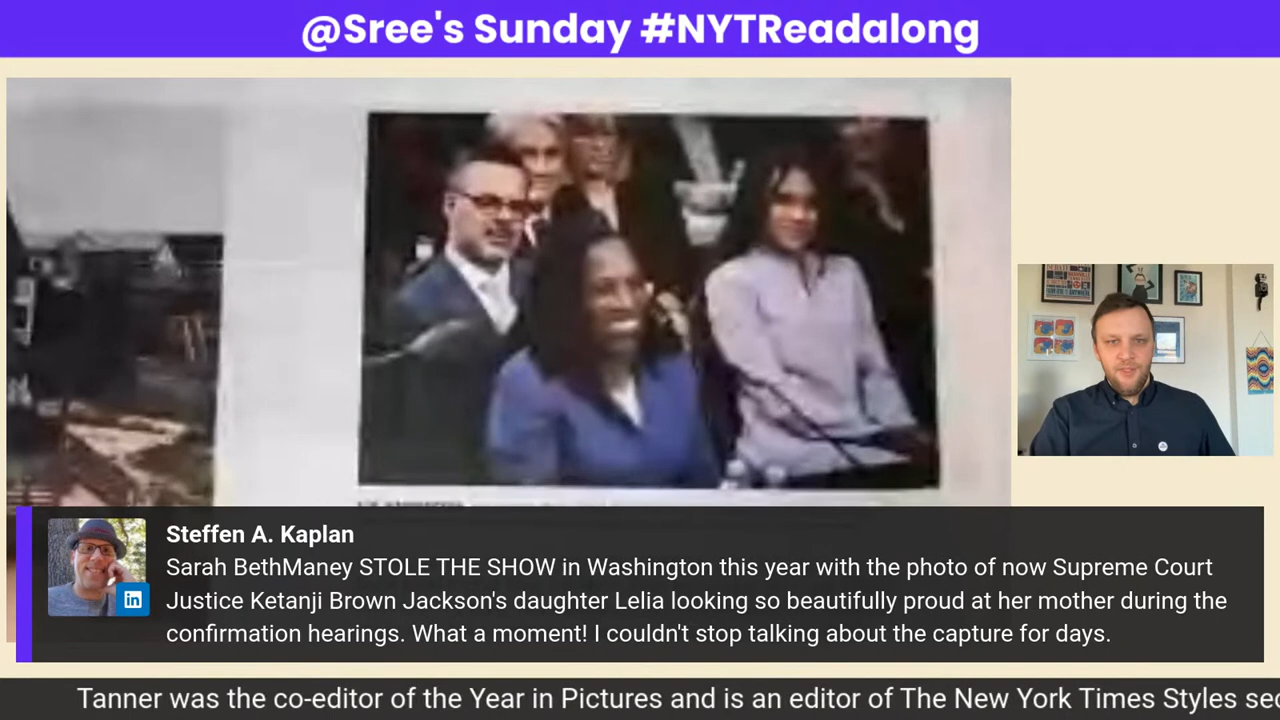 @Sree's Sunday #NYTReadalong
Steffen A. Kaplan
Sarah BethManey STOLE THE SHOW in Washington this year with the photo of now Supreme Court
Justice Ketanji Brown Jackson's daughter Lelia looking so beautifully proud at her mother during the
confirmation hearings. What a moment! I couldn't stop talking about the capture for days.
in
Tanner was the co-editor of the Year in Pictures and is an editor of The New York Times Styles sec